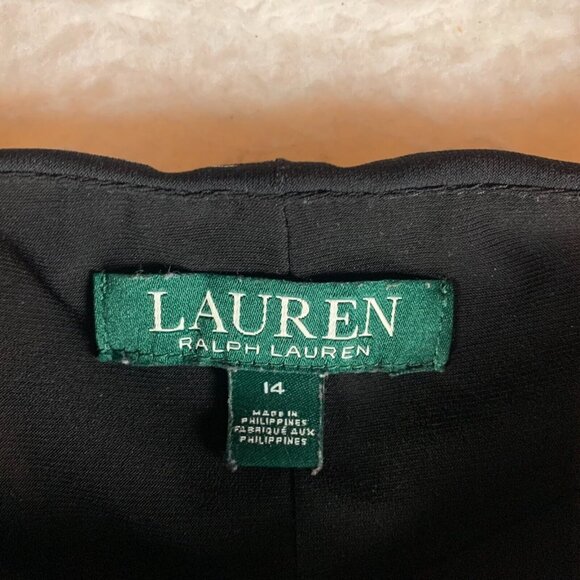 LAUREN
RALPH LAUREN
14
MADE IN
PHILIPPINES
FABRIQUÉ AUX
PHILIPPINES